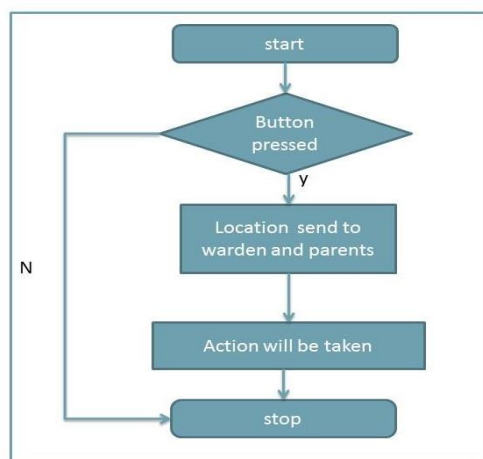 start
Button
pressed
y
Location send to
warden and parents
N
Action will be taken
stop